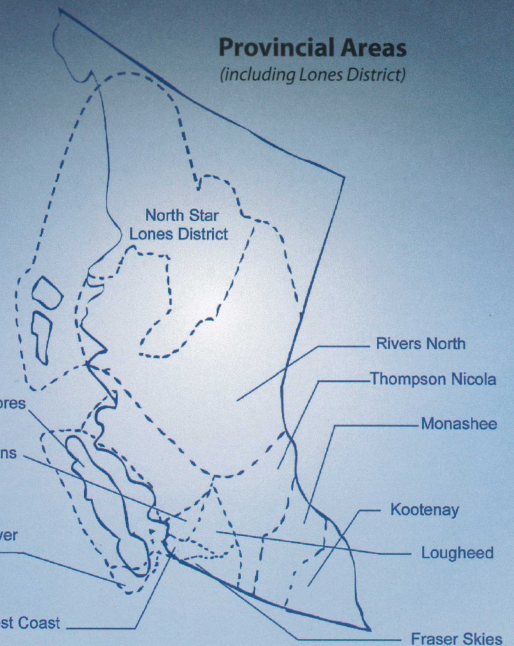 Provincial Areas
(including Lones District)
North Star
Lones District
Rivers North
Thompson Nicola
ores
Monashee
ns
Kootenay
ver
Lougheed
st Coast
Fraser Skies